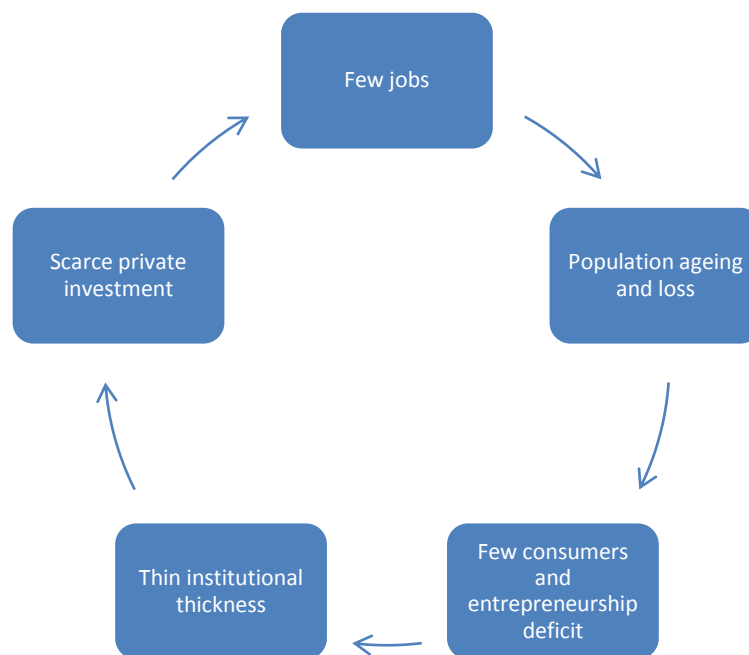 Few jobs
Population ageing
and loss
Few consumers
and
entrepreneurship
deficit
Thin institutional
thickness
Scarce private
investment